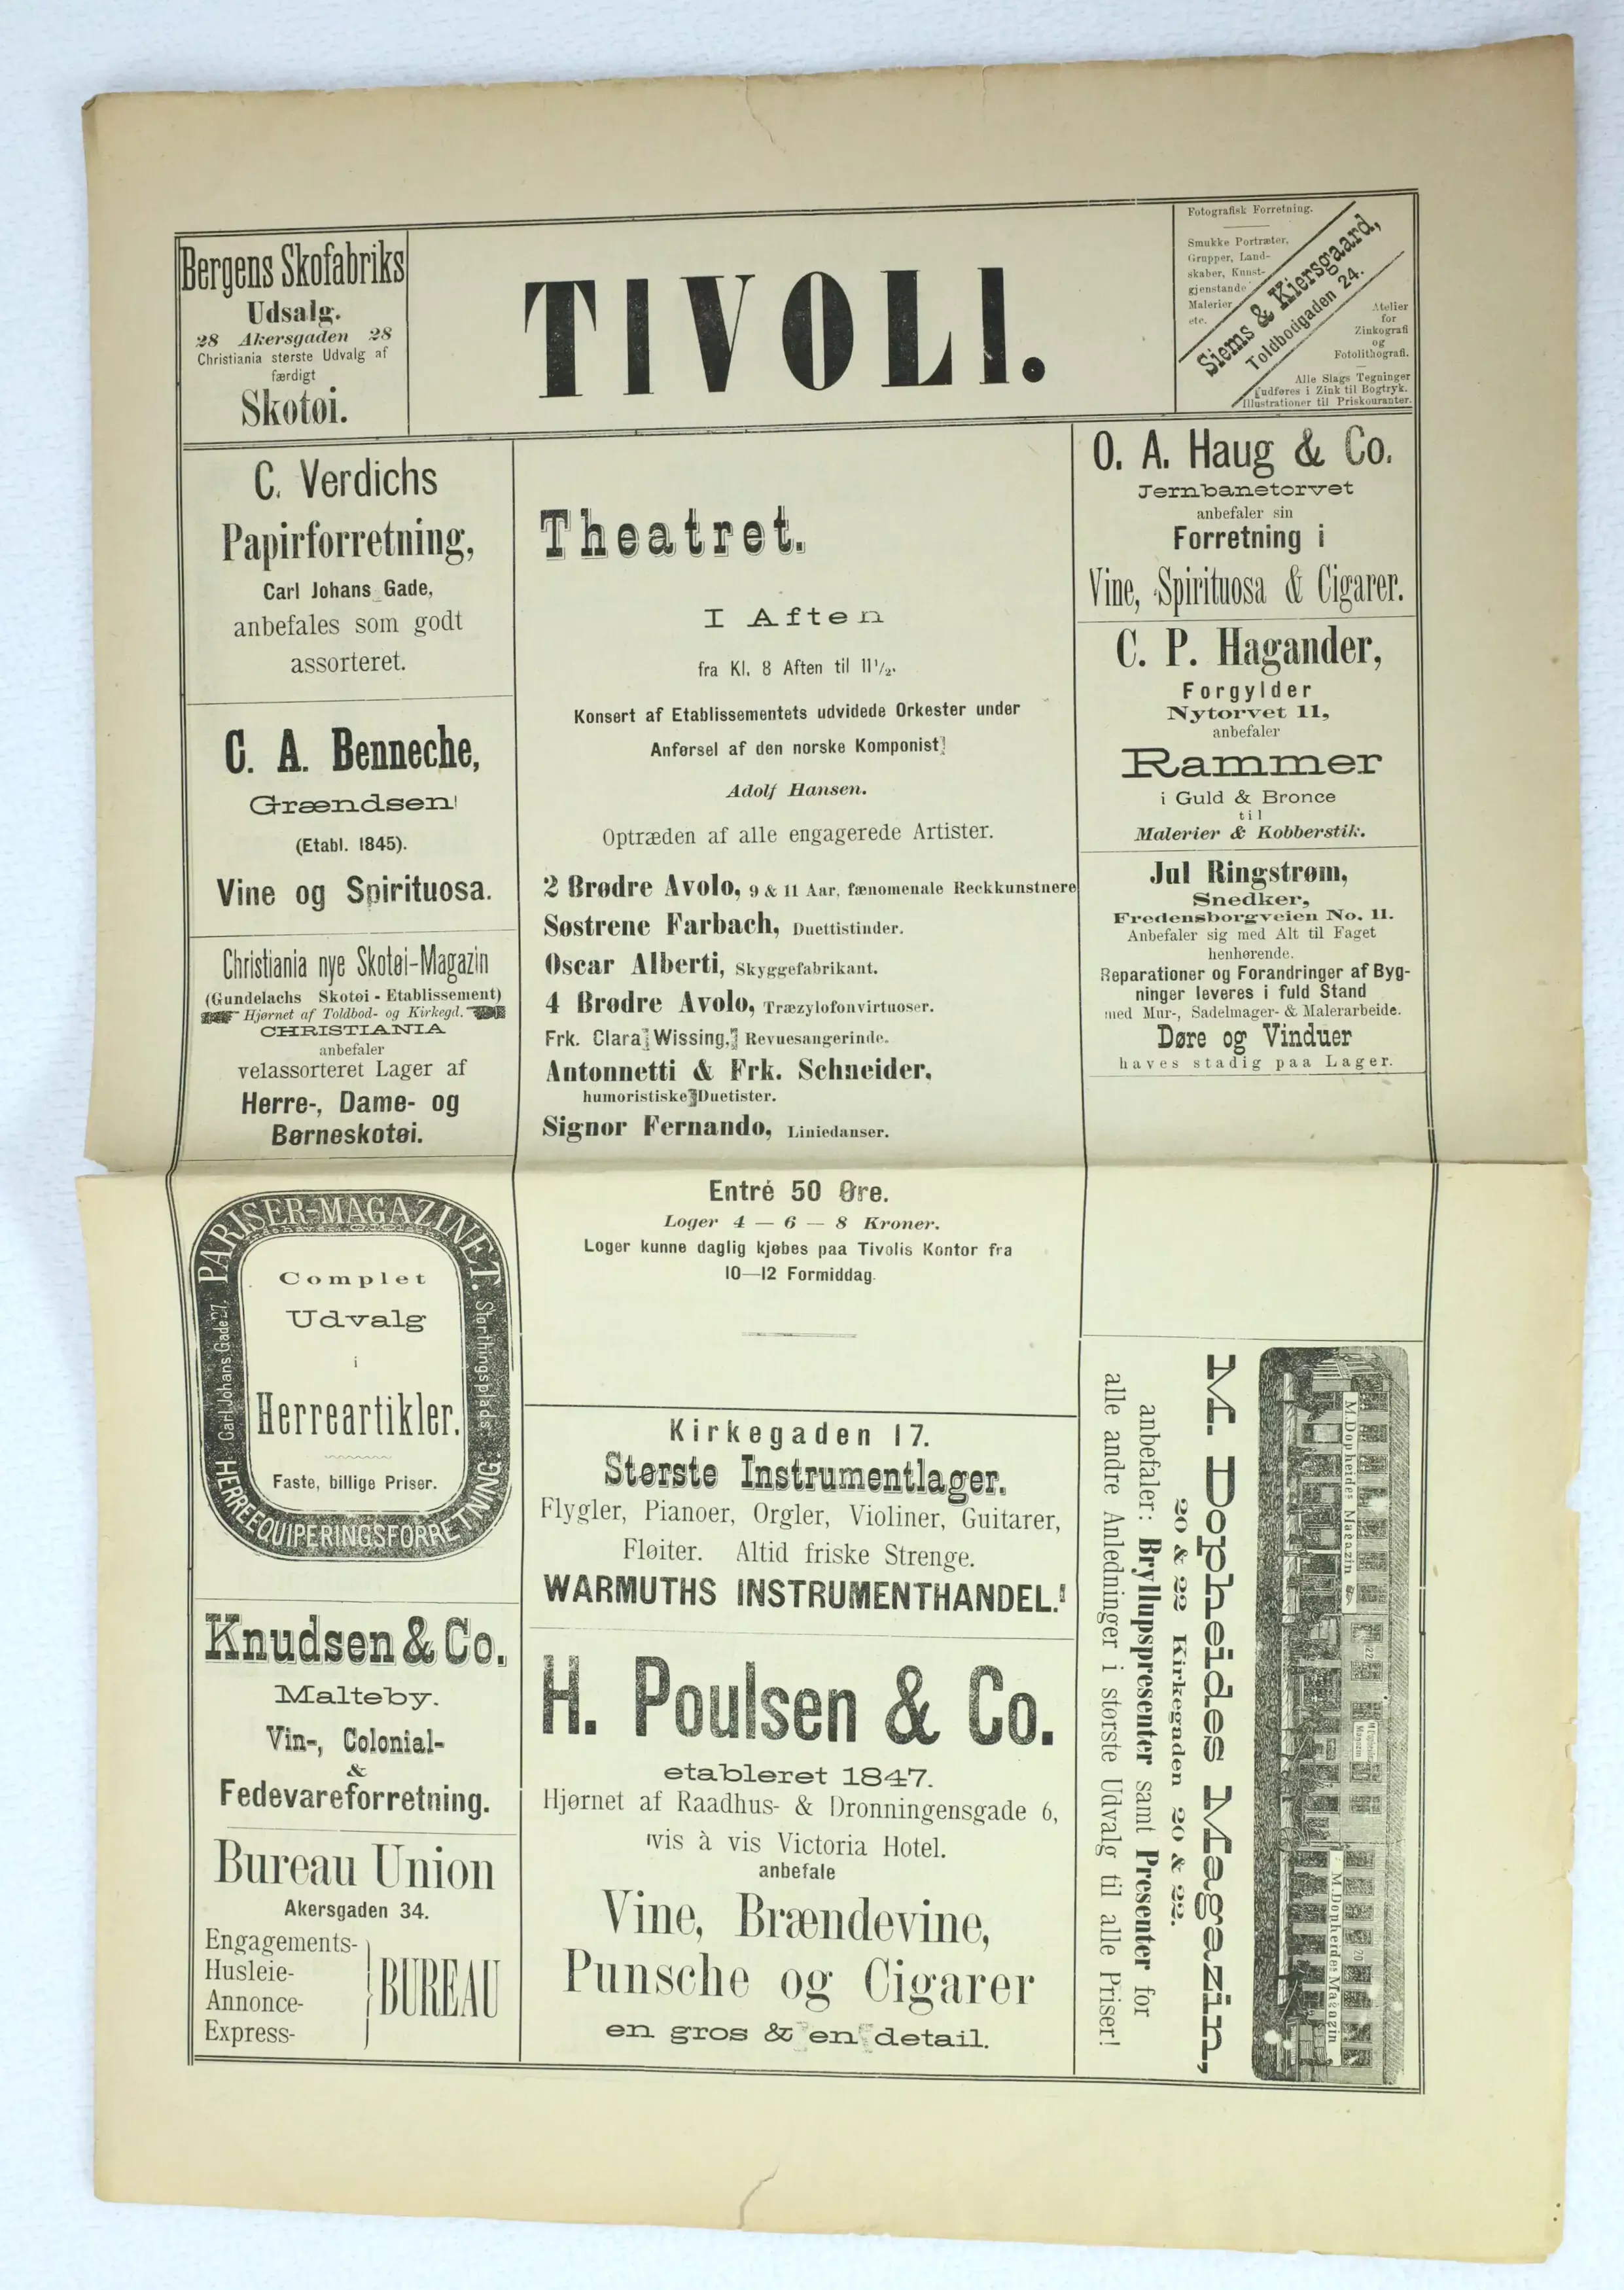 Bergens Skofabriks
Udsalg.
28 Akersgaden 28
Christiania største Udvalg af
færdigt
Skotøi.
TIVOLI.
Fotografisk Forretning.
Smukke Portræter,
Grupper, Land-
skaber, Kunst-
gjenstande
Malerier
etc.
Siems & Kiersgaard,
Toldbodgaden 24.
Atelier
for
Zinkografi
og
Fotolithografi.
Alle Slags Tegninger
udføres i Zink til Bogtryk.
Illustrationer til Priskouranter.
C. Verdichs
Papirforretning,
Carl Johans Gade,
anbefales som godt
assorteret.
C. A. Benneche,
Grændsen!
(Etabl. 1845).
Vine og Spirituosa.
Christiania nye Skotøi-Magazin
(Gundelachs Skotøi-Etablissement)
Hjørnet af Toldbod- og Kirkegd.
CHRISTIANIA
anbefaler
velassorteret Lager af
Herre-, Dame- og
Børneskotøi.
PARISER-MAGAZINET.
Carl Johans Gade 27.
Storthingsplads
HERREEQUIPERINGSFORRETNING
Complet
Udvalg
i
Herreartikler.
Faste, billige Priser.
Knudsen & Co.
Malteby.
Vin-, Colonial-
&
Fedevareforretning.
Bureau Union
Akersgaden 34.
Engagements-
Husleie-
Annonce-
Express-
BUREAU
Theatret.
I Aften
fra Kl. 8 Aften til 11½.
Konsert af Etablissementets udvidede Orkester under
Anførsel af den norske Komponist
Adolf Hansen.
Optræden af alle engagerede Artister.
2 Brødre Avolo, 9 & 11 Aar, fænomenale Reckkunstnere
Søstrene Farbach, Duettistinder.
Oscar Alberti, Skyggefabrikant.
4 Brødre Avolo, Træzylofonvirtuoser.
Frk. Clara Wissing, Revuesangerinde.
Antonnetti & Frk. Schneider,
humoristiske Duetister.
Signor Fernando, Liniedanser.
Entré 50 Øre.
Loger 4 — 6 — 8 Kroner.
Loger kunne daglig kjøbes paa Tivolis Kontor fra
10—12 Formiddag.
Kirkegaden 17.
Største Instrumentlager.
Flygler, Pianoer, Orgler, Violiner, Guitarer,
Fløiter. Altid friske Strenge.
WARMUTHS INSTRUMENTHANDEL.
H. Poulsen & Co.
etableret 1847.
Hjørnet af Raadhus- & Dronningensgade 6,
vis à vis Victoria Hotel.
anbefale
Vine, Brændevine,
Punsche og Cigarer
en gros & en detail.
O. A. Haug & Co.
Jernbanetorvet
anbefaler sin
Forretning i
Vine, Spirituosa & Cigarer.
C. P. Hagander,
Forgylder
Nytorvet 11,
anbefaler
Rammer
i Guld & Bronce
til
Malerier & Kobberstik.
Jul Ringstrøm,
Snedker,
Fredensborgveien No. 11.
Anbefaler sig med Alt til Faget
henhørende.
Reparationer og Forandringer af Byg-
ninger leveres i fuld Stand
med Mur-, Sadelmager- & Malerarbeide.
Døre og Vinduer
haves stadig paa Lager.
M. Dopheides Magazin
22
M. Dopheides Magazin
20
M. Dopheides Magazin,
20 & 22 Kirkegaden 20 & 22.
anbefaler: Bryllupspresenter samt Presenter for
alle andre Anledninger i største Udvalg til alle Priser!